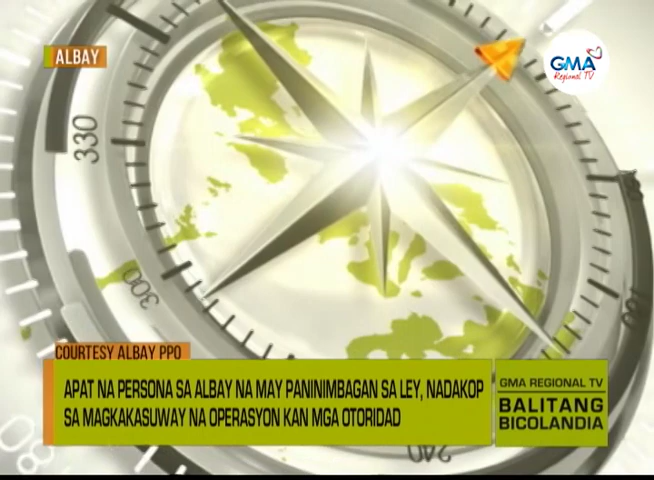 ALBAY
GMA
Regional TV
330
300
COURTESY ALBAY PPO
APAT NA PERSONA SA ALBAY NA MAY PANINIMBAGAN SA LEY, NADAKOP
SA MAGKAKASUWAY NA OPERASYON KAN MGA OTORIDAD
GMA REGIONAL TV
BALITANG
BICOLANDIA
240